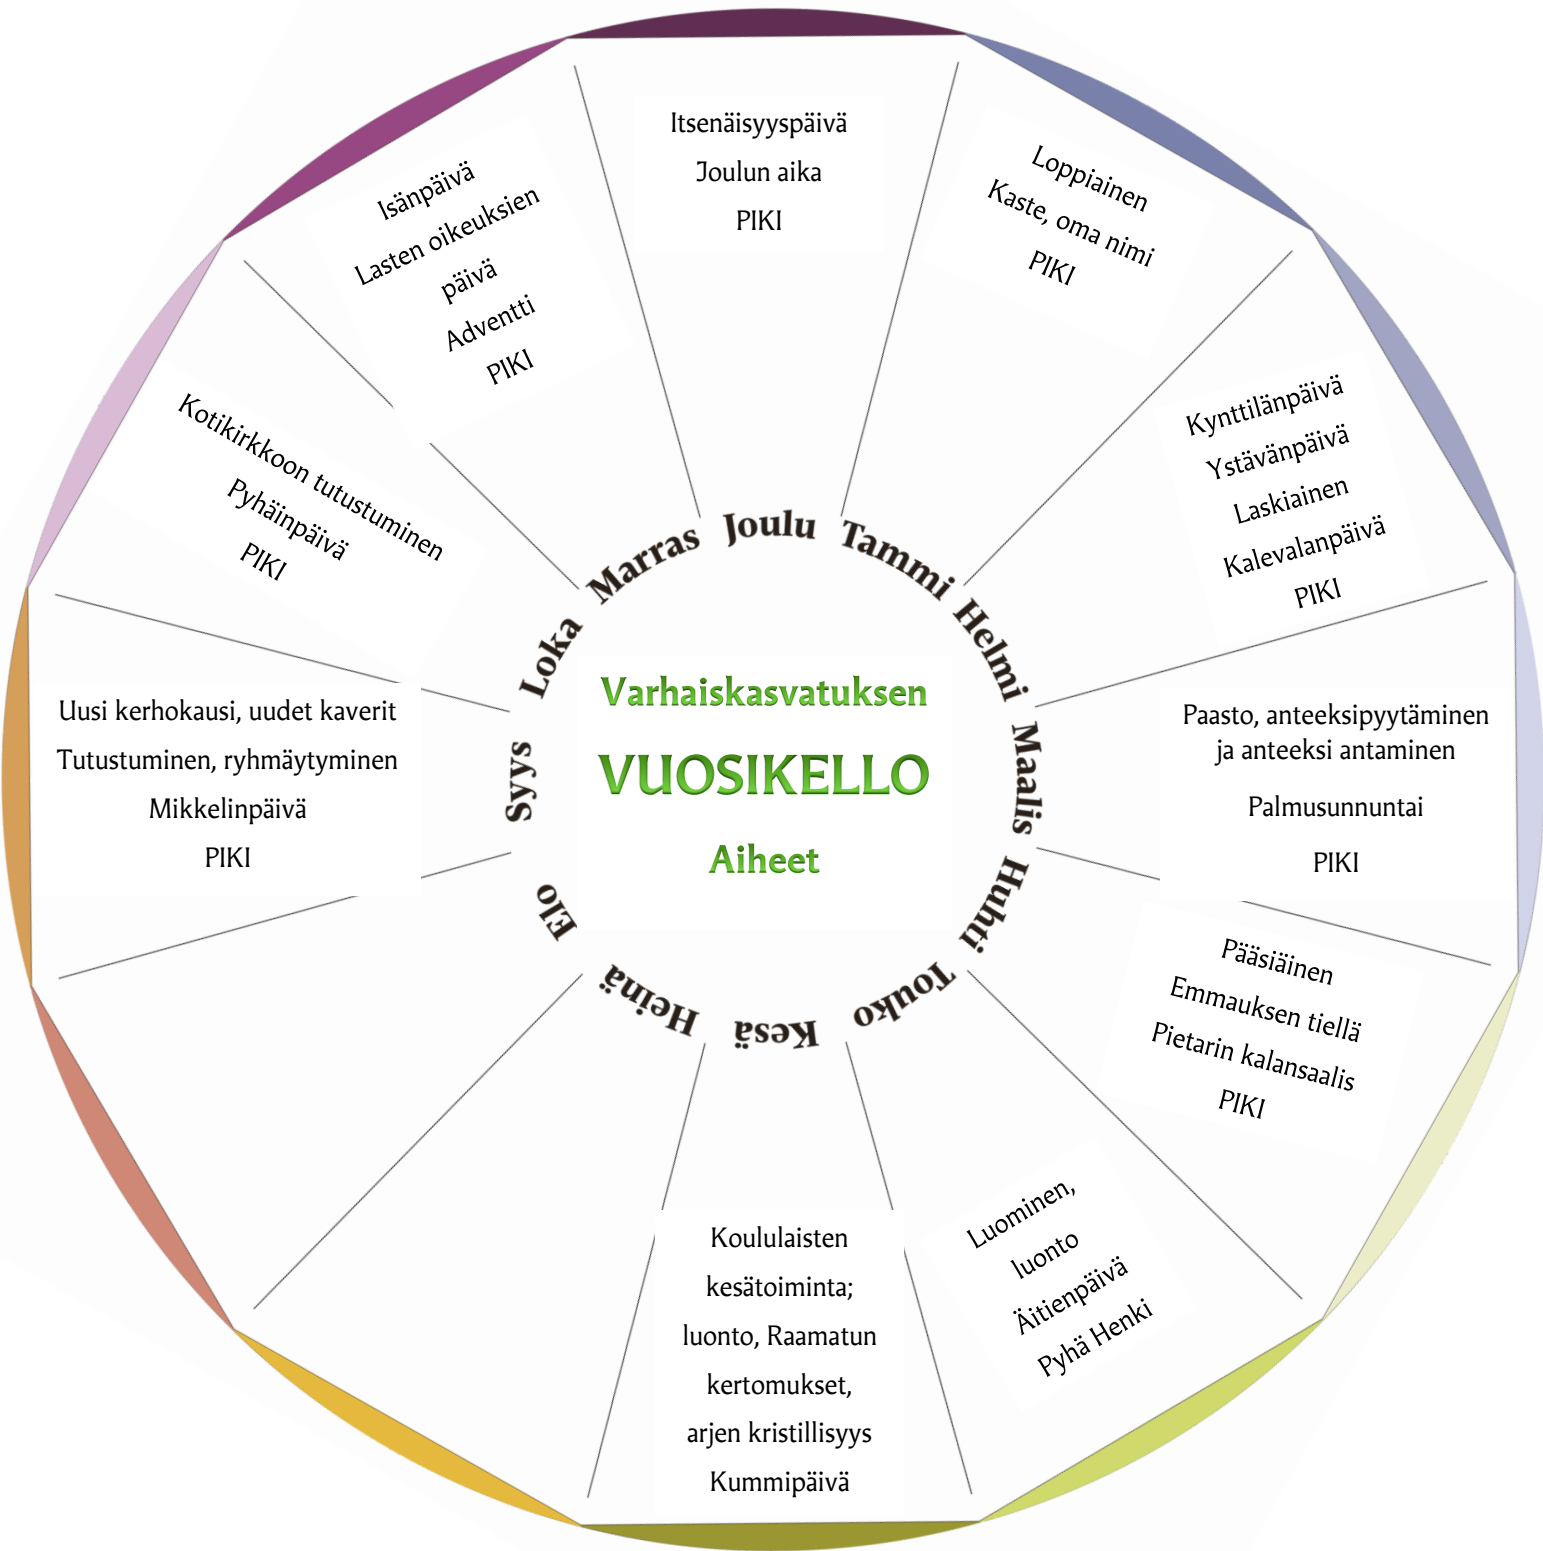 Varhaiskasvatuksen
VUOSIKELLO
Aiheet
Tammi
Loppiainen
Kaste, oma nimi
PIKI
Helmi
Kynttilänpäivä
Ystävänpäivä
Laskiainen
Kalevalanpäivä
PIKI
Maalis
Paasto, anteeksipyytäminen
ja anteeksi antaminen
Palmusunnuntai
PIKI
Huhti
Pääsiäinen
Emmauksen tiellä
Pietarin kalansaalis
PIKI
Touko
Luominen,
luonto
Äitienpäivä
Pyhä Henki
Kesä
Koululaisten
kesätoiminta;
luonto, Raamatun
kertomukset,
arjen kristillisyys
Kummipäivä
Heinä
Elo
Syys
Uusi kerhokausi, uudet kaverit
Tutustuminen, ryhmäytyminen
Mikkelinpäivä
PIKI
Loka
Kotikirkkoon tutustuminen
Pyhäinpäivä
PIKI
Marras
Isänpäivä
Lasten oikeuksien
päivä
Adventti
PIKI
Joulu
Itsenäisyyspäivä
Joulun aika
PIKI